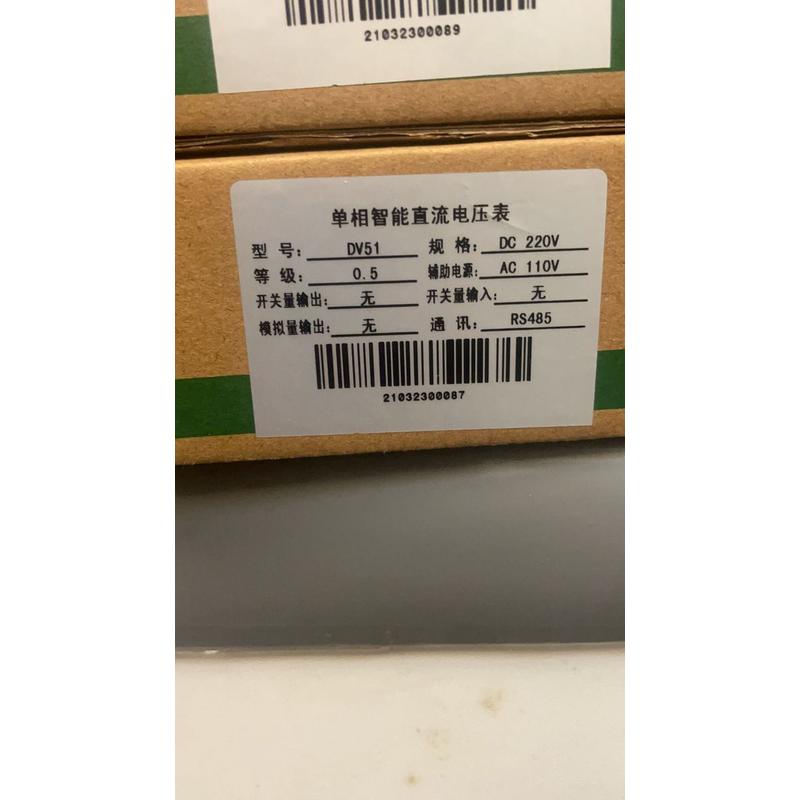 21032300089
单相智能直流电压表
型号: DV51 规格: DC 220V
等级: 0.5 辅助电源: AC 110V
开关量输出: 无 开关量输入: 无
模拟量输出: 无 通讯: RS485
21032300087